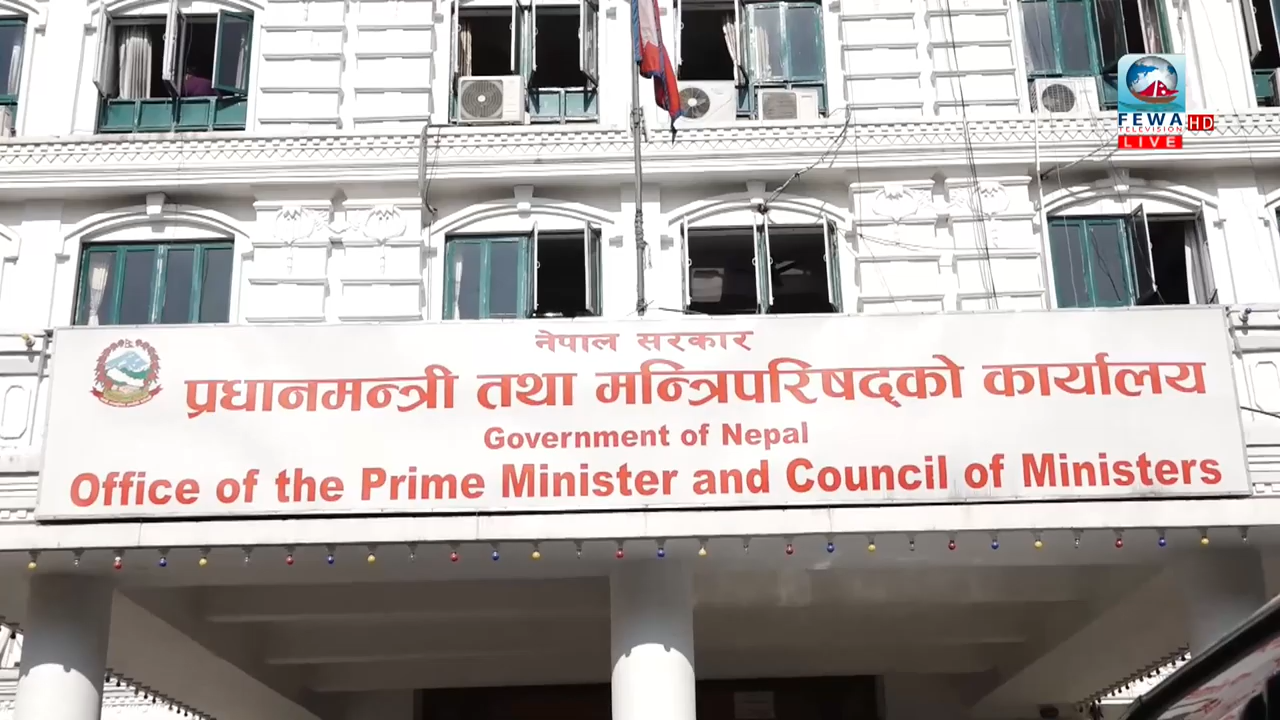 FEWA HD
TELEVISION
LIVE
नेपाल सरकार
प्रधानमन्त्री तथा मन्त्रिपरिषद्को कार्यालय
Government of Nepal
Office of the Prime Minister and Council of Ministers